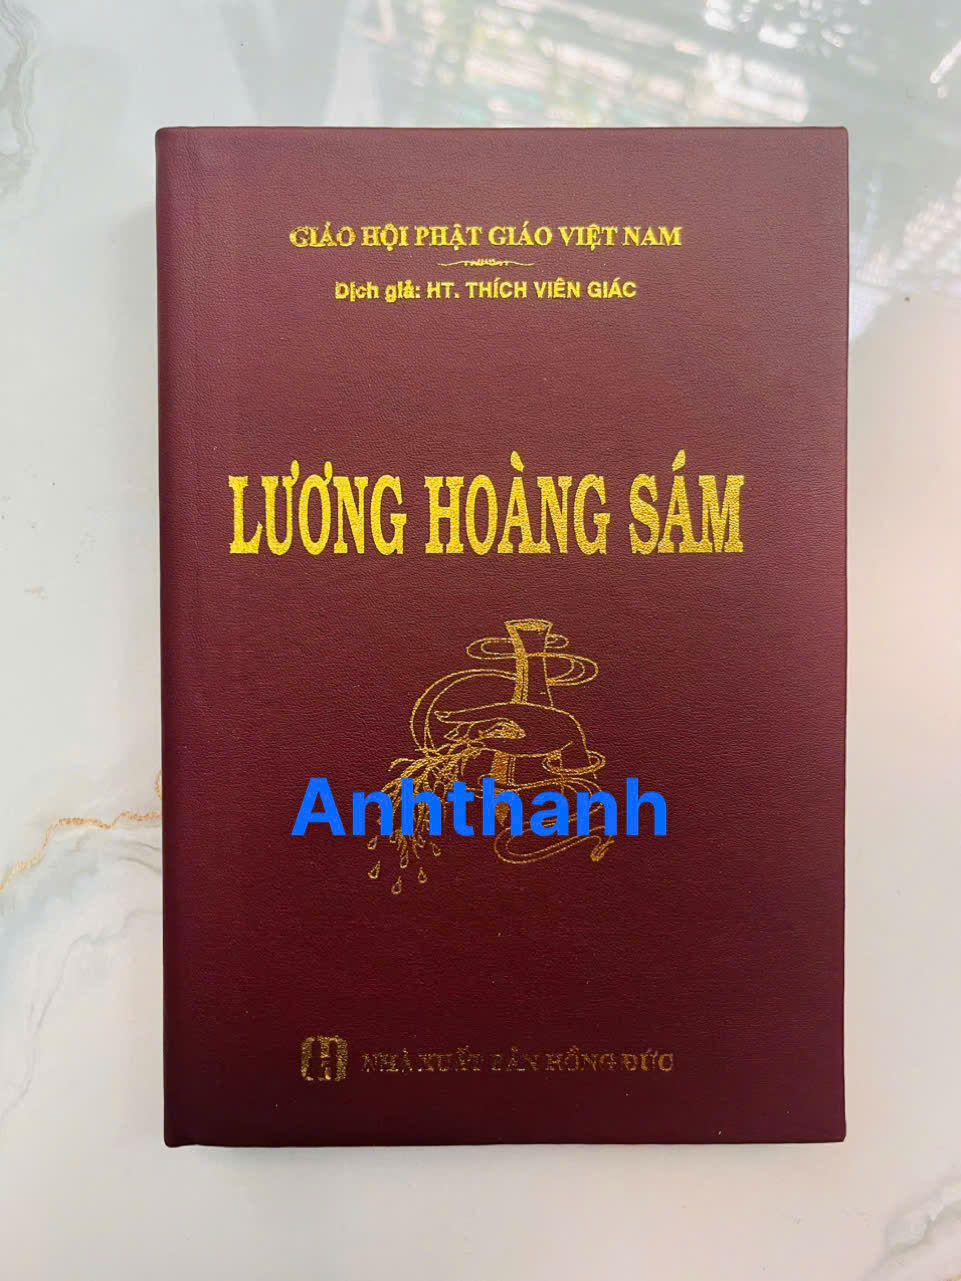 GIÁO HỘI PHẬT GIÁO VIỆT NAM
Dịch giả: HT. THÍCH VIÊN GIÁC
LƯƠNG HOÀNG SÁM
Anhthanh
NHÀ XUẤT BẢN HỒNG ĐỨC